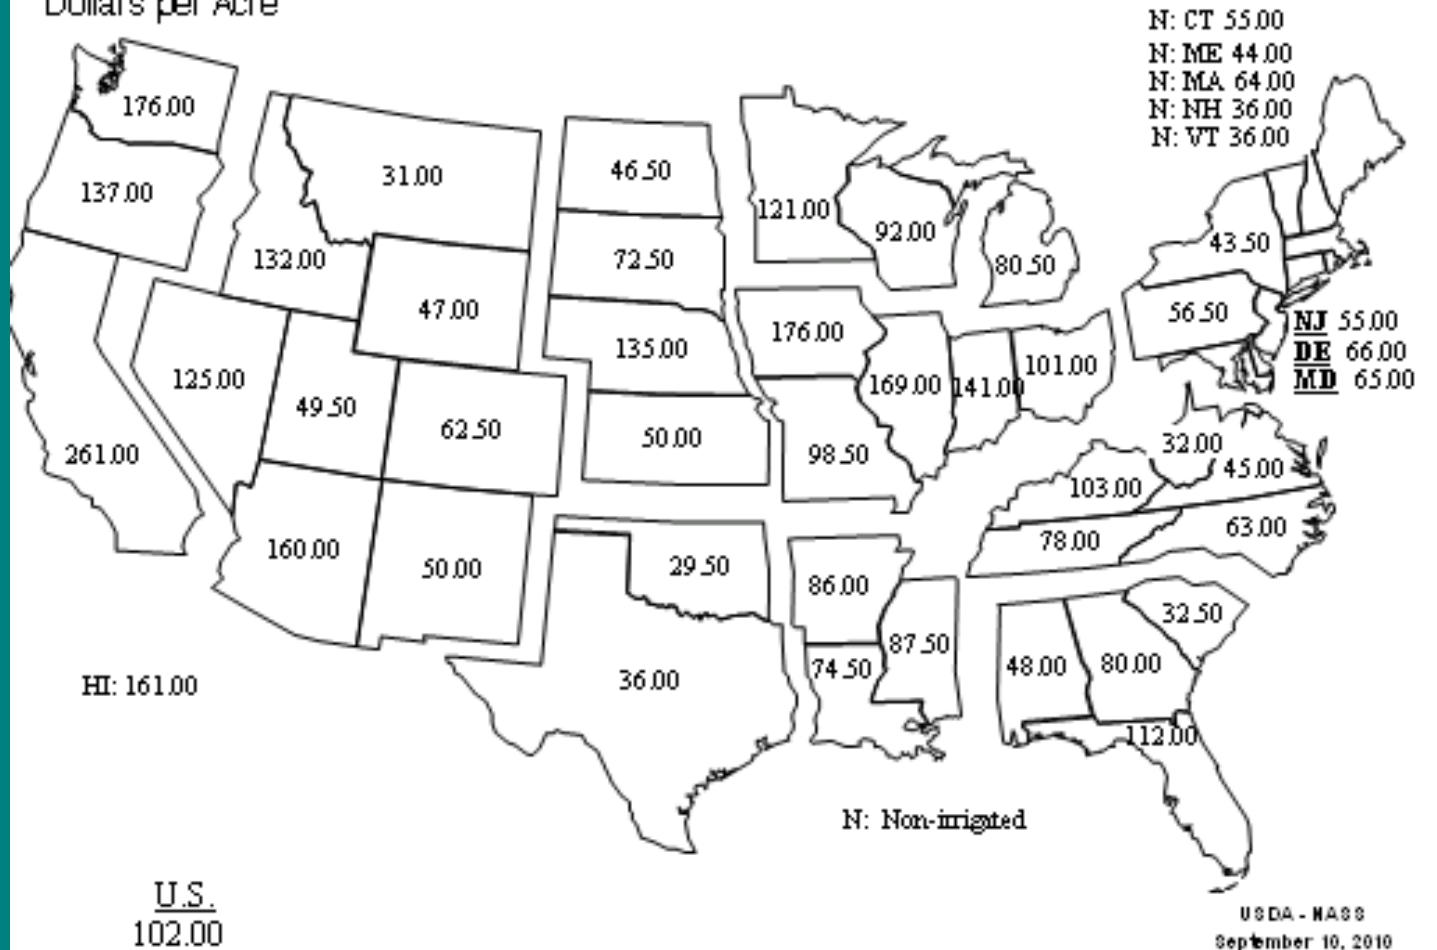 Dollars per Acre
N: CT 55.00
N: ME 44.00
N: MA 64.00
N: NH 36.00
N: VT 36.00
176.00
137.00
31.00
46.50
121.00
92.00
80.50
43.50
132.00
47.00
72.50
56.50
NJ 55.00
DE 66.00
MD 65.00
125.00
49.50
62.50
135.00
176.00
169.00
141.00
101.00
261.00
50.00
98.50
32.00
45.00
103.00
63.00
78.00
160.00
50.00
29.50
86.00
32.50
87.50
74.50
48.00
80.00
HI: 161.00
36.00
112.00
N: Non-irrigated
U.S.
102.00
USDA - NASS
September 10, 2010